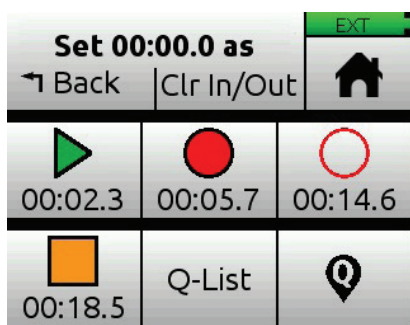 Set 00:00.0 as
EXT
Back Clr In/Out
00:02.3 00:05.7 00:14.6
00:18.5 Q-List Q